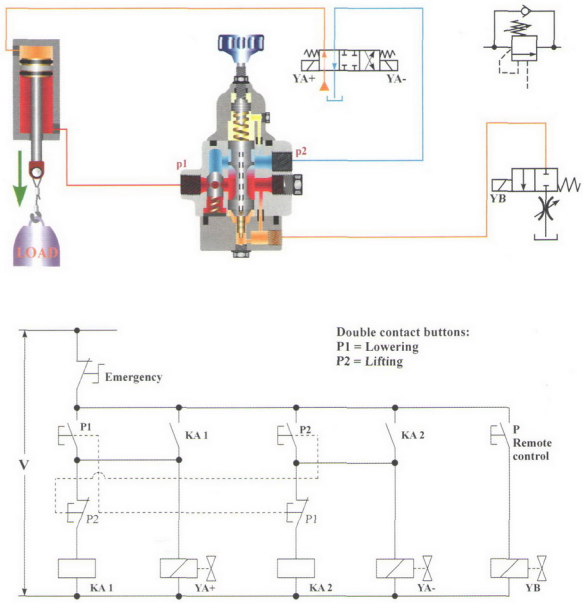 YA+
YA-
p1
p2
YB
LOAD
Double contact buttons:
P1 = Lowering
P2 = Lifting
Emergency
P1
KA 1
P2
KA 2
P
Remote
control
V
P2
P1
KA 1
YA+
KA 2
YA-
YB